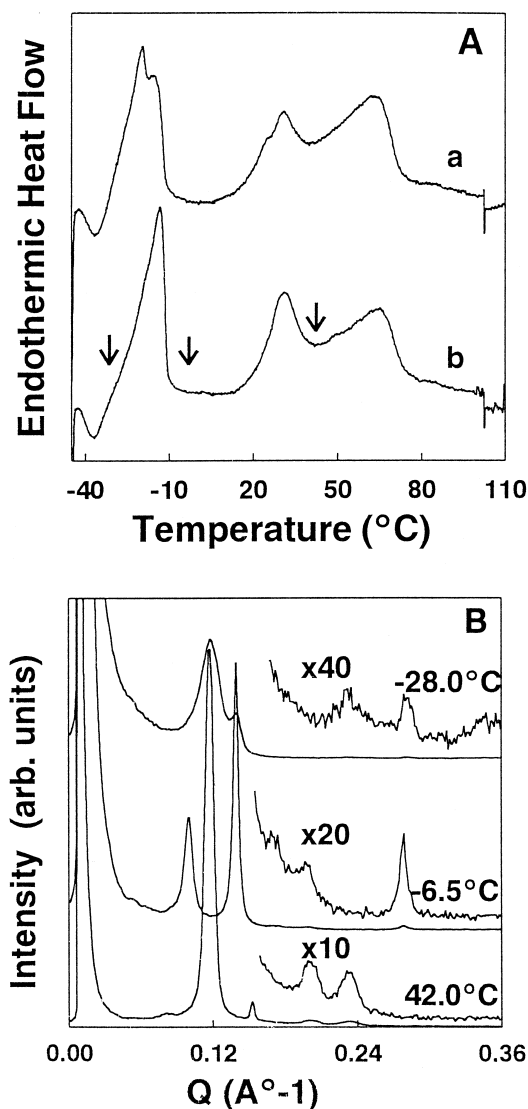 A
Endothermic Heat Flow
a
b
-40 -10 20 50 80 110
Temperature (°C)
B
Intensity (arb. units)
x40
-28.0°C
x20
-6.5°C
x10
42.0°C
0.00 0.12 0.24 0.36
Q (A°-1)